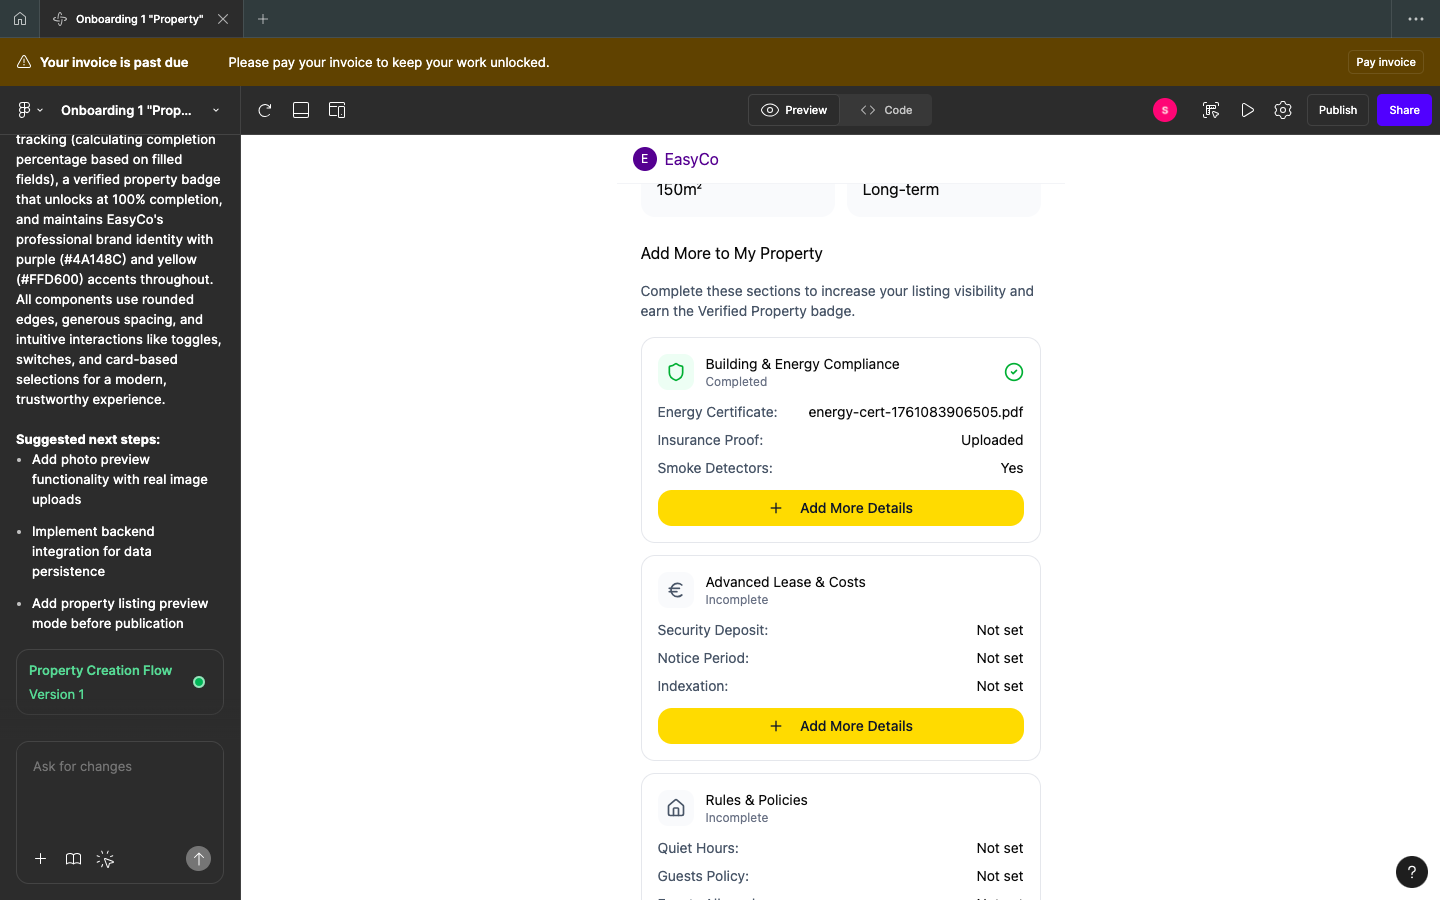 Onboarding 1 "Property"
Your invoice is past due
Please pay your invoice to keep your work unlocked.
Pay invoice
Onboarding 1 "Prop...
Preview
Code
S
Publish
Share
tracking (calculating completion
percentage based on filled
fields), a verified property badge
that unlocks at 100% completion,
and maintains EasyCo's
professional brand identity with
purple (#4A148C) and yellow
(#FFD600) accents throughout.
All components use rounded
edges, generous spacing, and
intuitive interactions like toggles,
switches, and card-based
selections for a modern,
trustworthy experience.
Suggested next steps:
• Add photo preview
functionality with real image
uploads
• Implement backend
integration for data
persistence
• Add property listing preview
mode before publication
Property Creation Flow
Version 1
Ask for changes
E EasyCo
150m²
Long-term
Add More to My Property
Complete these sections to increase your listing visibility and
earn the Verified Property badge.
Building & Energy Compliance
Completed
Energy Certificate: energy-cert-1761083906505.pdf
Insurance Proof: Uploaded
Smoke Detectors: Yes
Add More Details
€ Advanced Lease & Costs
Incomplete
Security Deposit: Not set
Notice Period: Not set
Indexation: Not set
Add More Details
Rules & Policies
Incomplete
Quiet Hours: Not set
Guests Policy: Not set
?